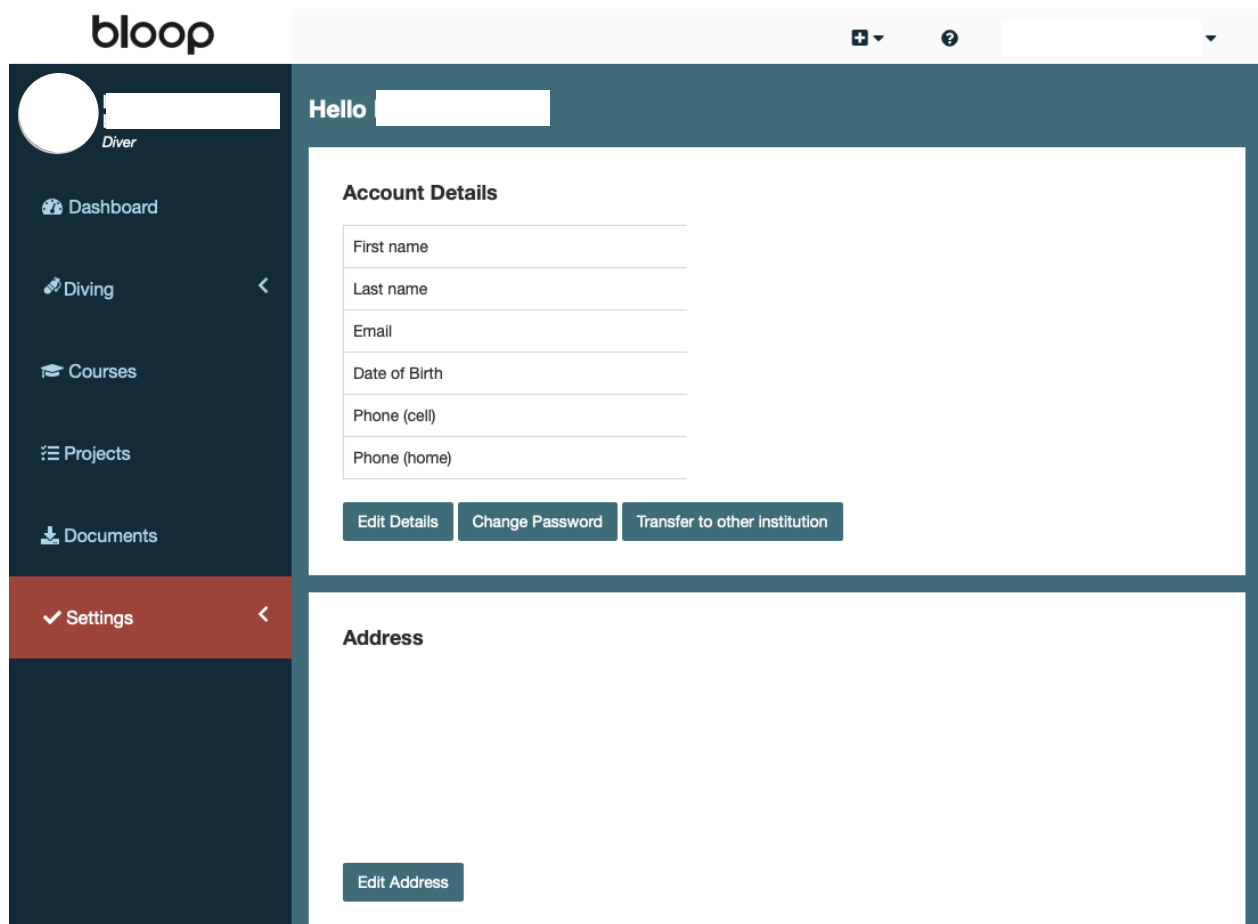 bloop
Diver
Dashboard
Diving
Courses
Projects
Documents
Settings
Hello
Account Details
First name
Last name
Email
Date of Birth
Phone (cell)
Phone (home)
Edit Details Change Password Transfer to other institution
Address
Edit Address